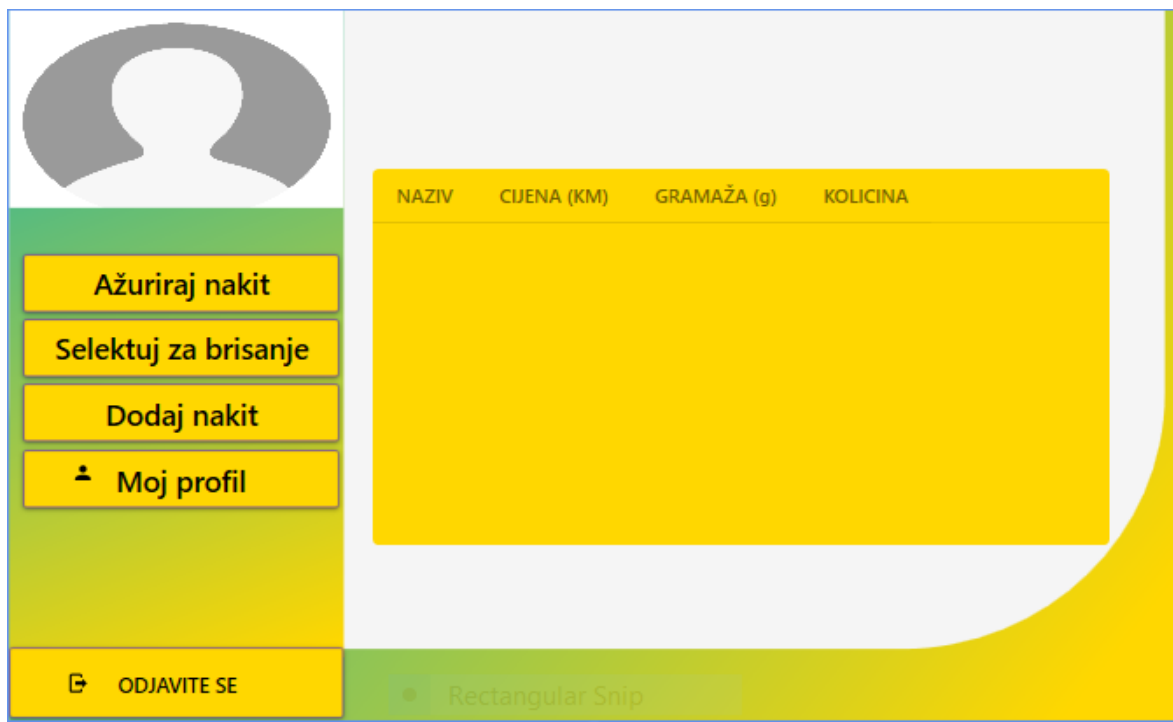 NAZIV CIJENA (KM) GRAMAŽA (g) KOLICINA
Ažuriraj nakit
Selektuj za brisanje
Dodaj nakit
Moj profil
ODJAVITE SE
Rectangular Snip